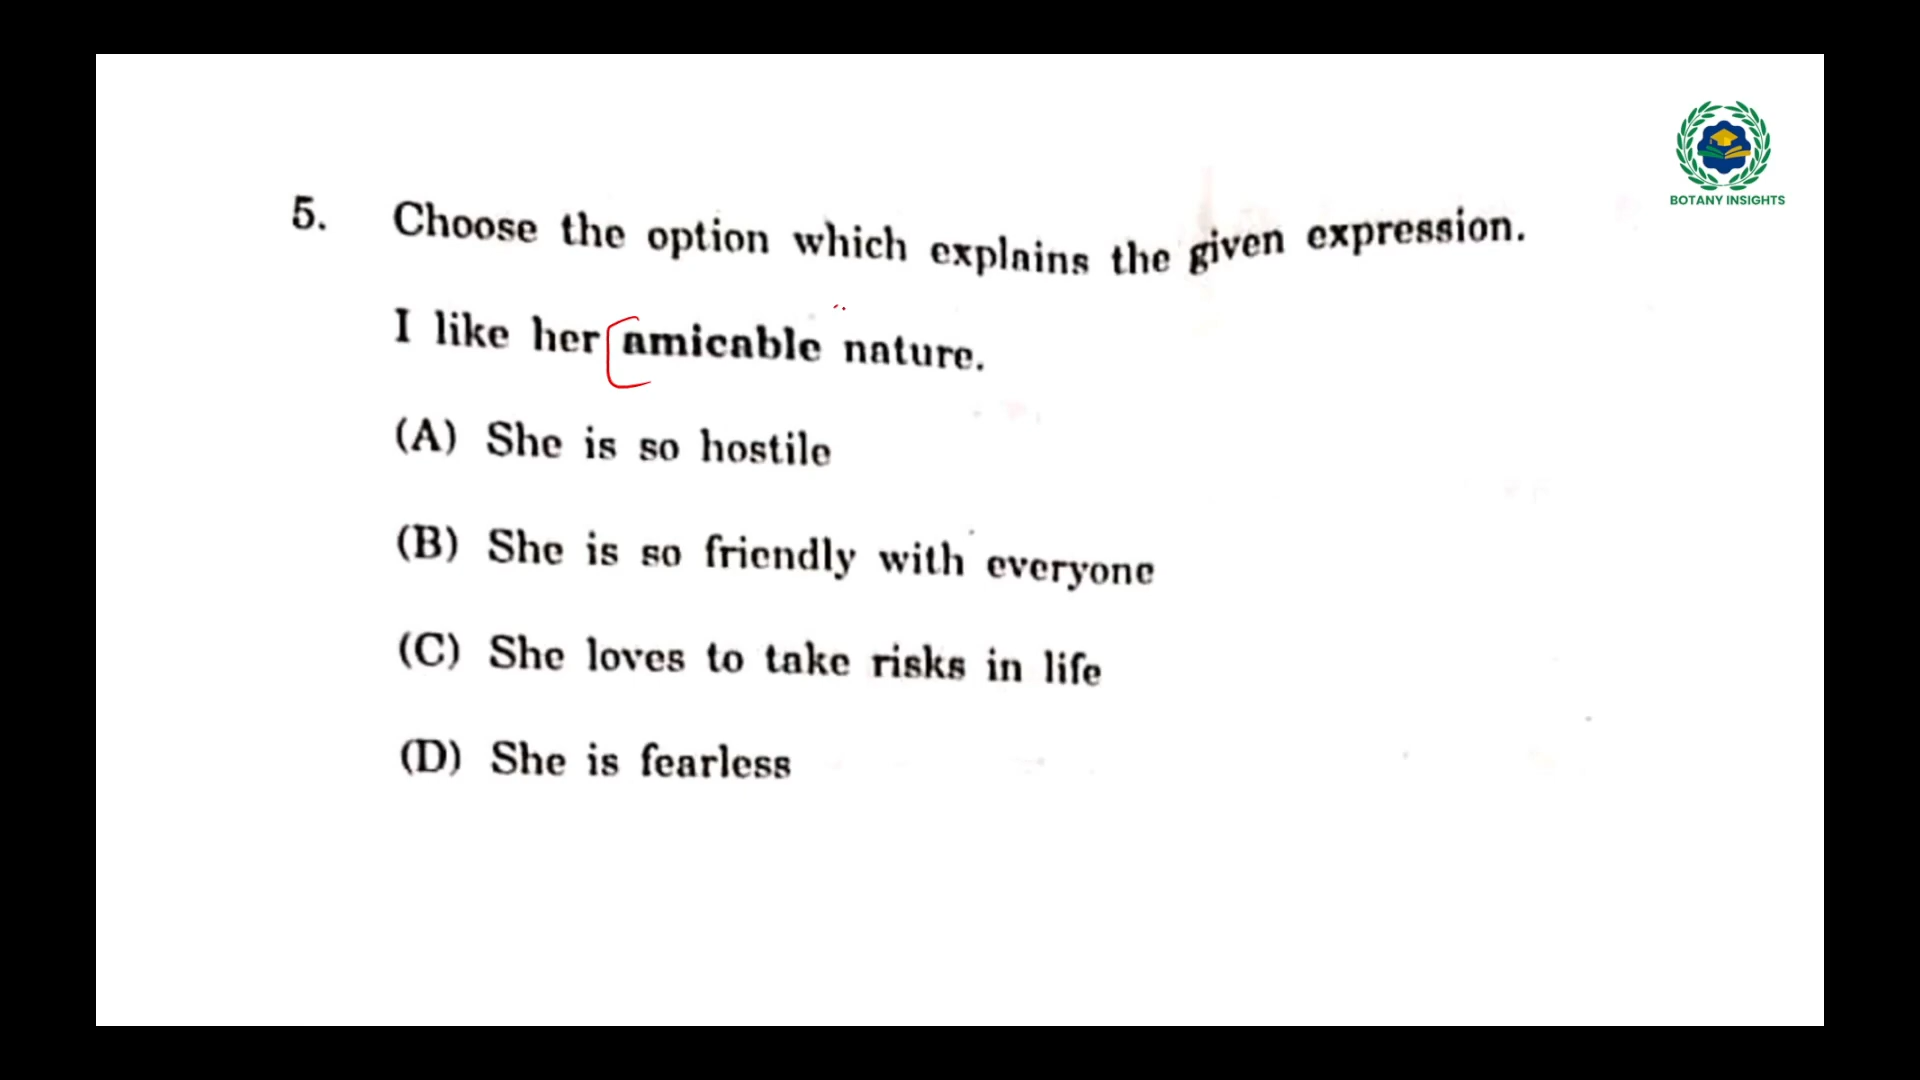 BOTANY INSIGHTS
5. Choose the option which explains the given expression.
I like her amicable nature.
(A) She is so hostile
(B) She is so friendly with everyone
(C) She loves to take risks in life
(D) She is fearless